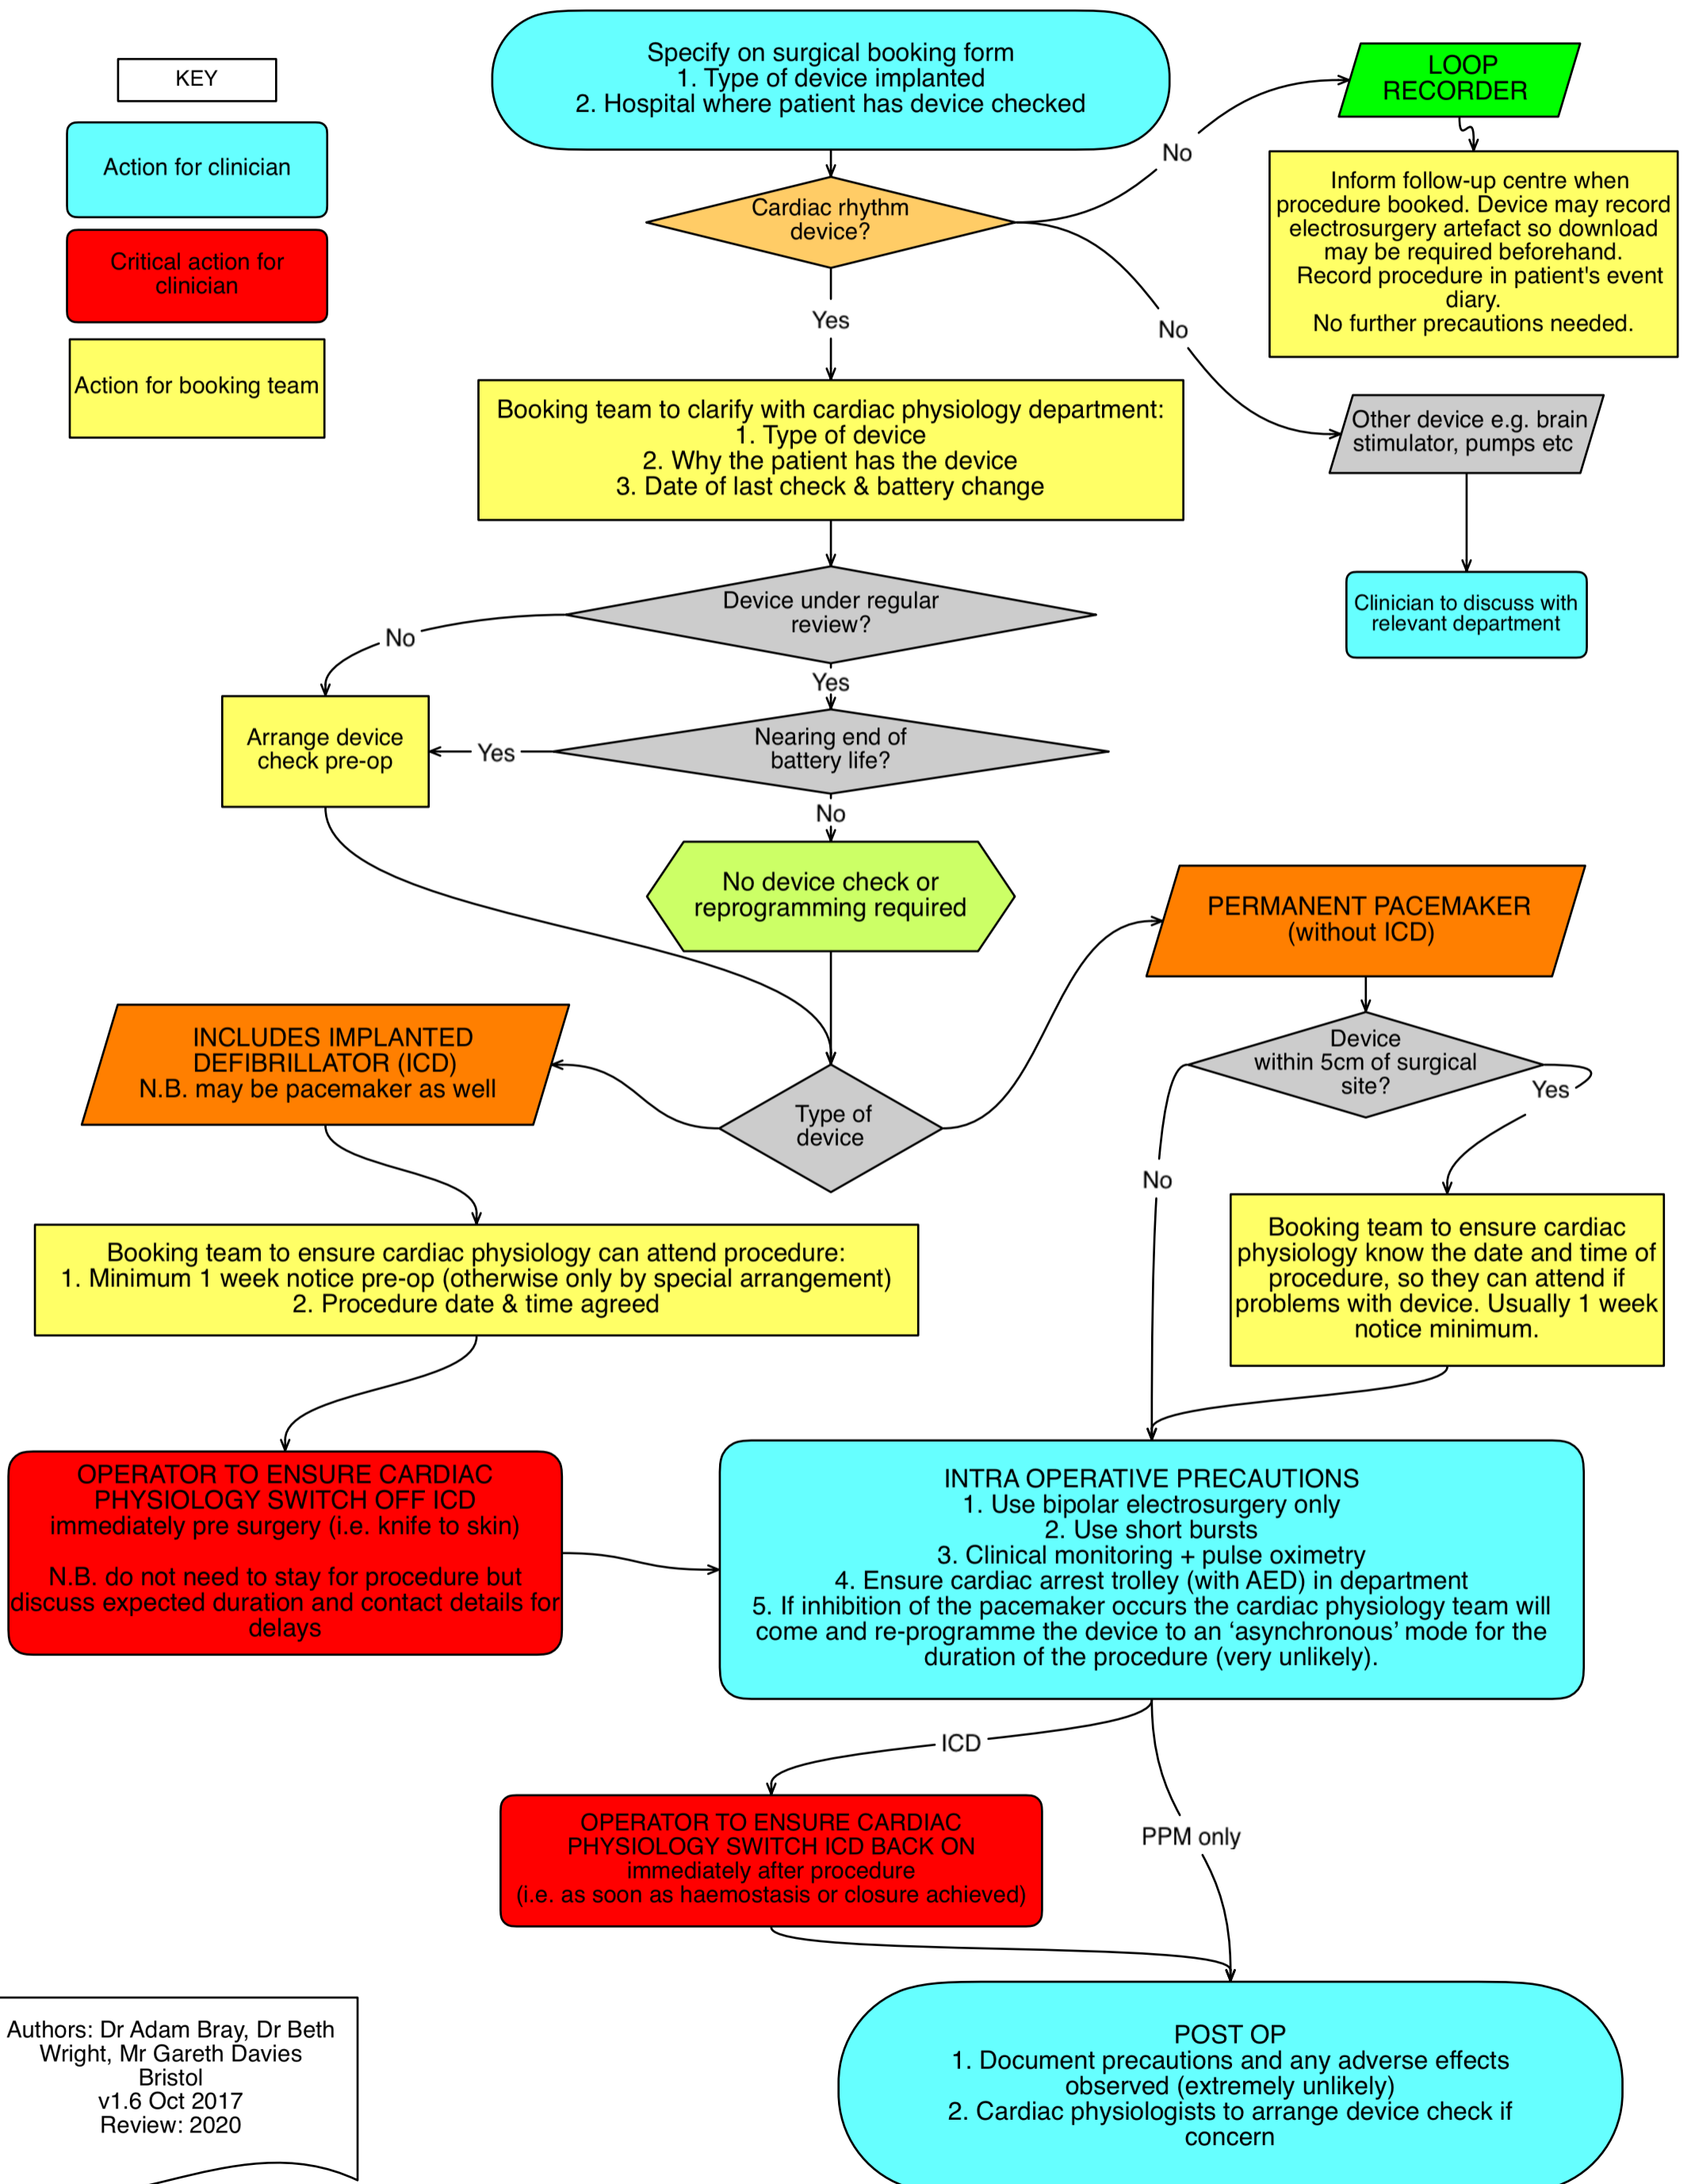 KEY
Action for clinician
Critical action for
clinician
Action for booking team
Specify on surgical booking form
1. Type of device implanted
2. Hospital where patient has device checked
Cardiac rhythm
device?
No
LOOP
RECORDER
Inform follow-up centre when
procedure booked. Device may record
electrosurgery artefact so download
may be required beforehand.
Record procedure in patient's event
diary.
No further precautions needed.
No
Other device e.g. brain
stimulator, pumps etc
Clinician to discuss with
relevant department
Yes
Booking team to clarify with cardiac physiology department:
1. Type of device
2. Why the patient has the device
3. Date of last check & battery change
Device under regular
review?
No
Yes
Arrange device
check pre-op
Yes
Nearing end of
battery life?
No
No device check or
reprogramming required
Type of
device
PERMANENT PACEMAKER
(without ICD)
Device
within 5cm of surgical
site?
Yes
No
Booking team to ensure cardiac
physiology know the date and time of
procedure, so they can attend if
problems with device. Usually 1 week
notice minimum.
INCLUDES IMPLANTED
DEFIBRILLATOR (ICD)
N.B. may be pacemaker as well
Booking team to ensure cardiac physiology can attend procedure:
1. Minimum 1 week notice pre-op (otherwise only by special arrangement)
2. Procedure date & time agreed
OPERATOR TO ENSURE CARDIAC
PHYSIOLOGY SWITCH OFF ICD
immediately pre surgery (i.e. knife to skin)
N.B. do not need to stay for procedure but
discuss expected duration and contact details for
delays
INTRA OPERATIVE PRECAUTIONS
1. Use bipolar electrosurgery only
2. Use short bursts
3. Clinical monitoring + pulse oximetry
4. Ensure cardiac arrest trolley (with AED) in department
5. If inhibition of the pacemaker occurs the cardiac physiology team will
come and re-programme the device to an ‘asynchronous’ mode for the
duration of the procedure (very unlikely).
ICD
PPM only
OPERATOR TO ENSURE CARDIAC
PHYSIOLOGY SWITCH ICD BACK ON
immediately after procedure
(i.e. as soon as haemostasis or closure achieved)
POST OP
1. Document precautions and any adverse effects
observed (extremely unlikely)
2. Cardiac physiologists to arrange device check if
concern
Authors: Dr Adam Bray, Dr Beth
Wright, Mr Gareth Davies
Bristol
v1.6 Oct 2017
Review: 2020